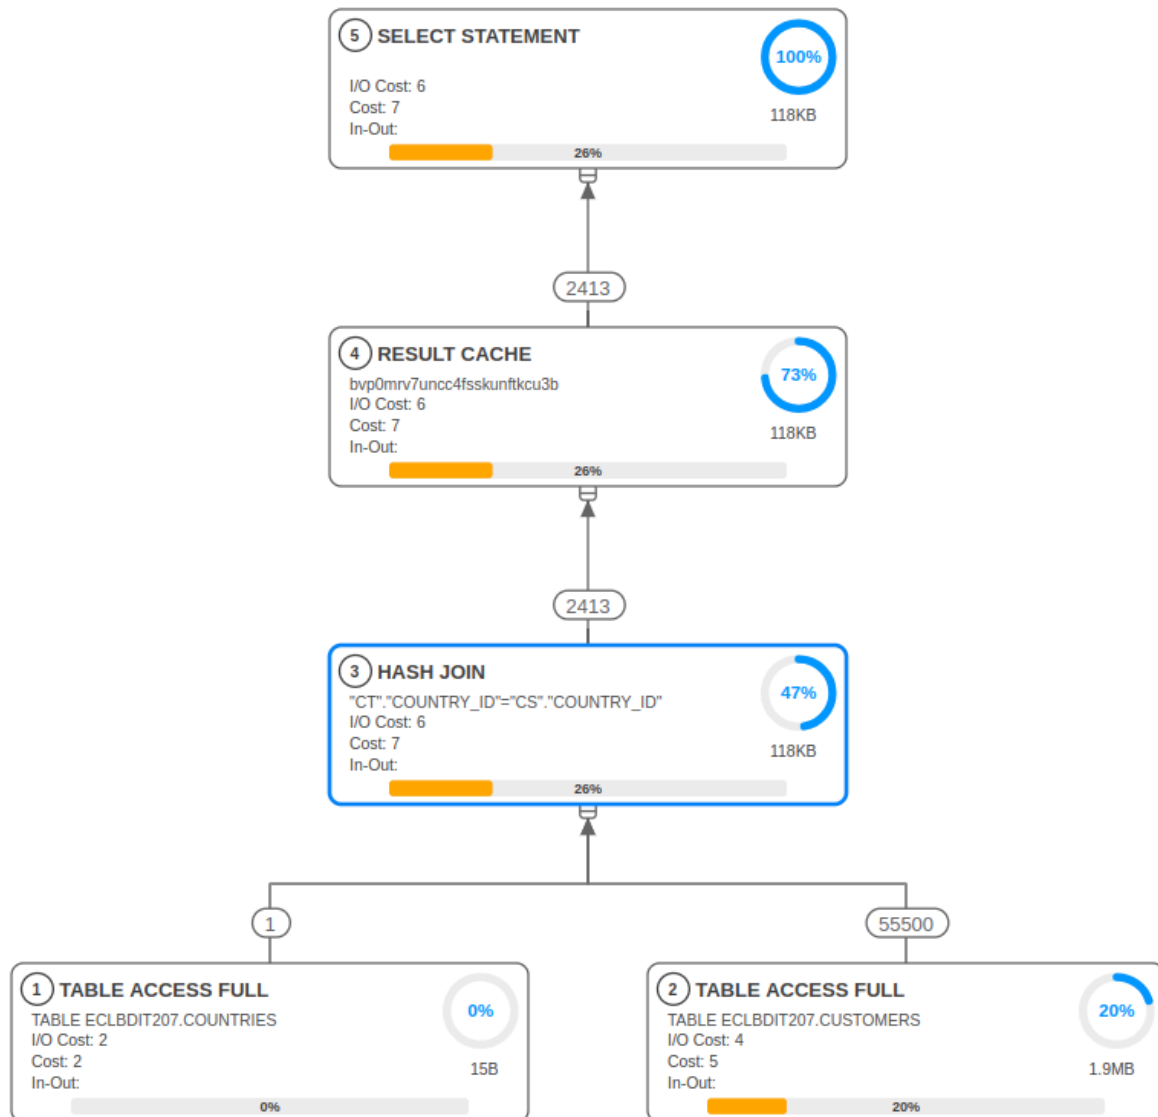 5 SELECT STATEMENT
100%
I/O Cost: 6
Cost: 7
118KB
In-Out:
26%
2413
4 RESULT CACHE
bvp0mrv7uncc4fsskunftkcu3b
73%
I/O Cost: 6
Cost: 7
118KB
In-Out:
26%
2413
3 HASH JOIN
"CT"."COUNTRY_ID"="CS"."COUNTRY_ID"
47%
I/O Cost: 6
Cost: 7
118KB
In-Out:
26%
1
55500
1 TABLE ACCESS FULL
0%
TABLE ECLBDIT207.COUNTRIES
I/O Cost: 2
Cost: 2
15B
In-Out:
0%
2 TABLE ACCESS FULL
20%
TABLE ECLBDIT207.CUSTOMERS
I/O Cost: 4
Cost: 5
1.9MB
In-Out:
20%